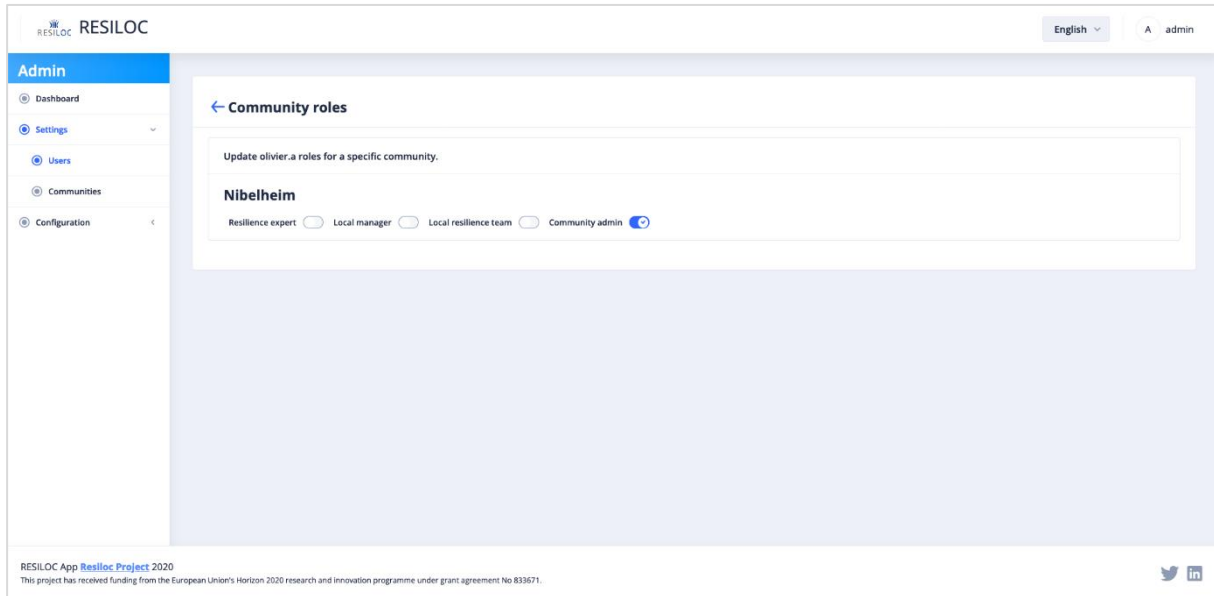 RESILOC RESILOC
English
A admin
Admin
Dashboard
Settings
Users
Communities
Configuration
Community roles
Update olivier.a roles for a specific community.
Nibelheim
Resilience expert Local manager Local resilience team Community admin
RESILOC App Resiloc Project 2020
This project has received funding from the European Union's Horizon 2020 research and innovation programme under grant agreement No 833671.
in